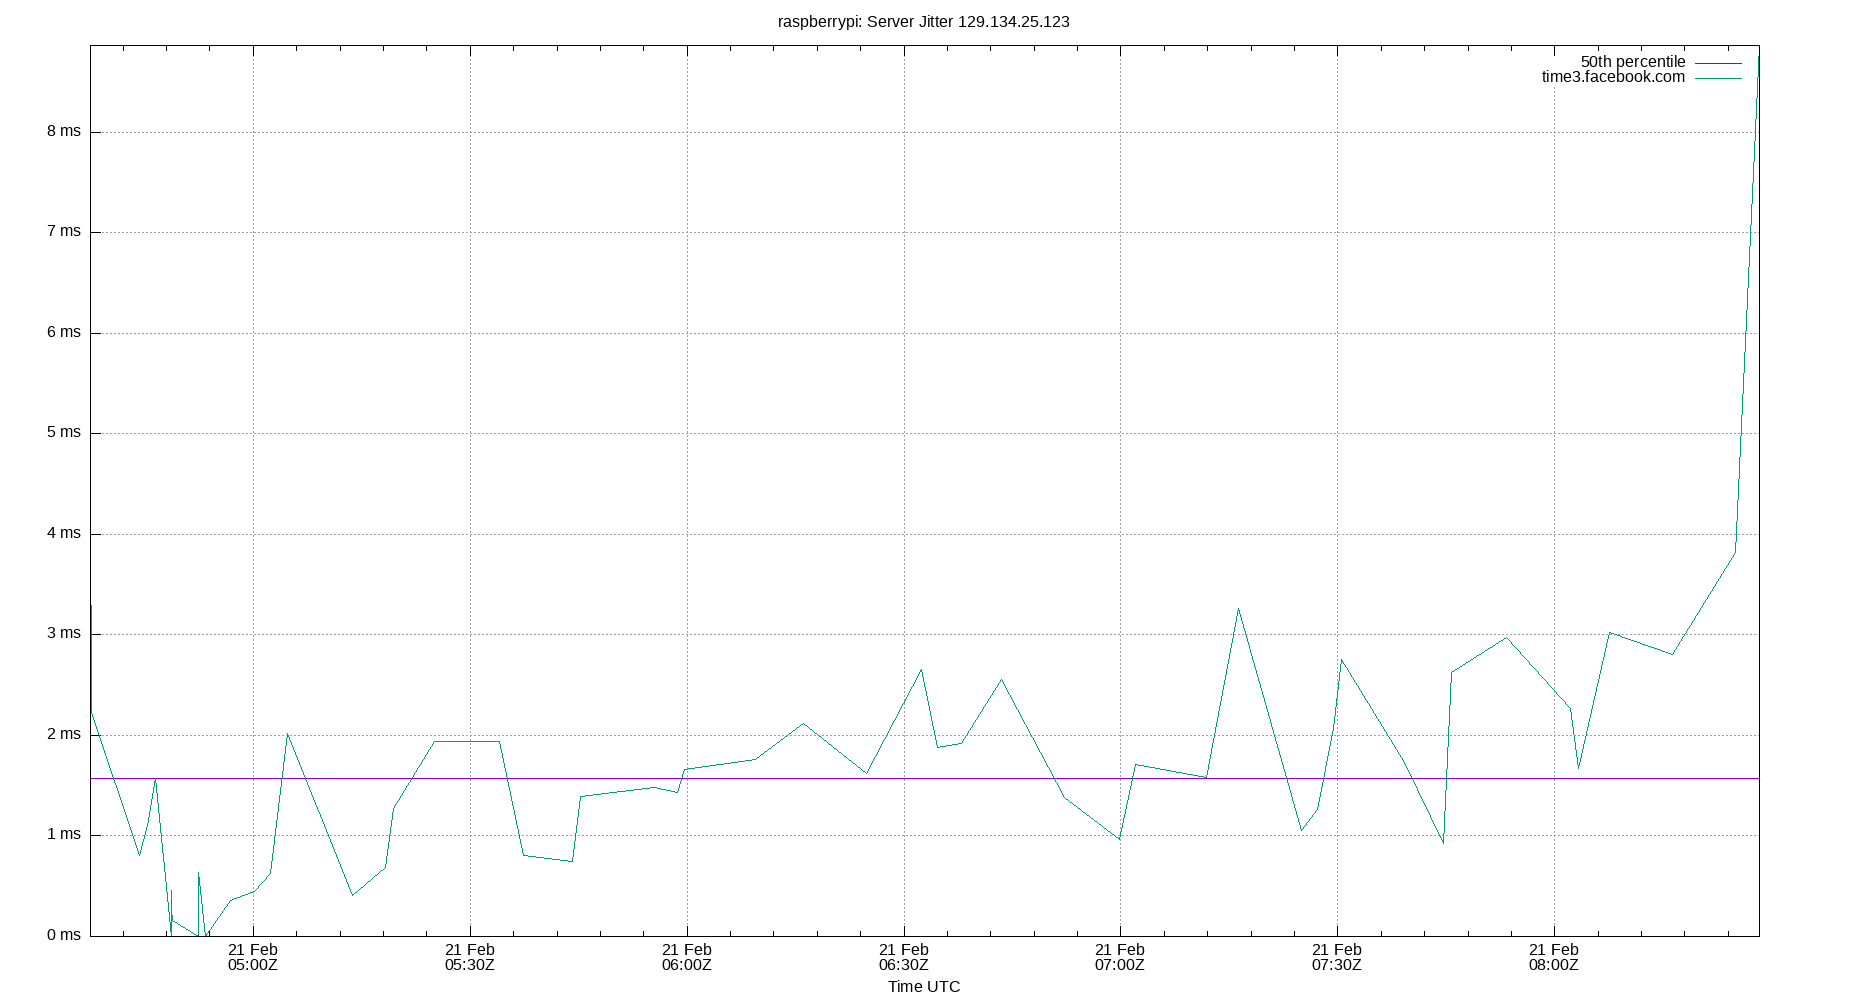 raspberrypi: Server Jitter 129.134.25.123
50th percentile
time3.facebook.com
8 ms
7 ms
6 ms
5 ms
4 ms
3 ms
2 ms
1 ms
0 ms
21 Feb 21 Feb 21 Feb 21 Feb 21 Feb 21 Feb 21 Feb
05:00Z 05:30Z 06:00Z 06:30Z 07:00Z 07:30Z 08:00Z
Time UTC